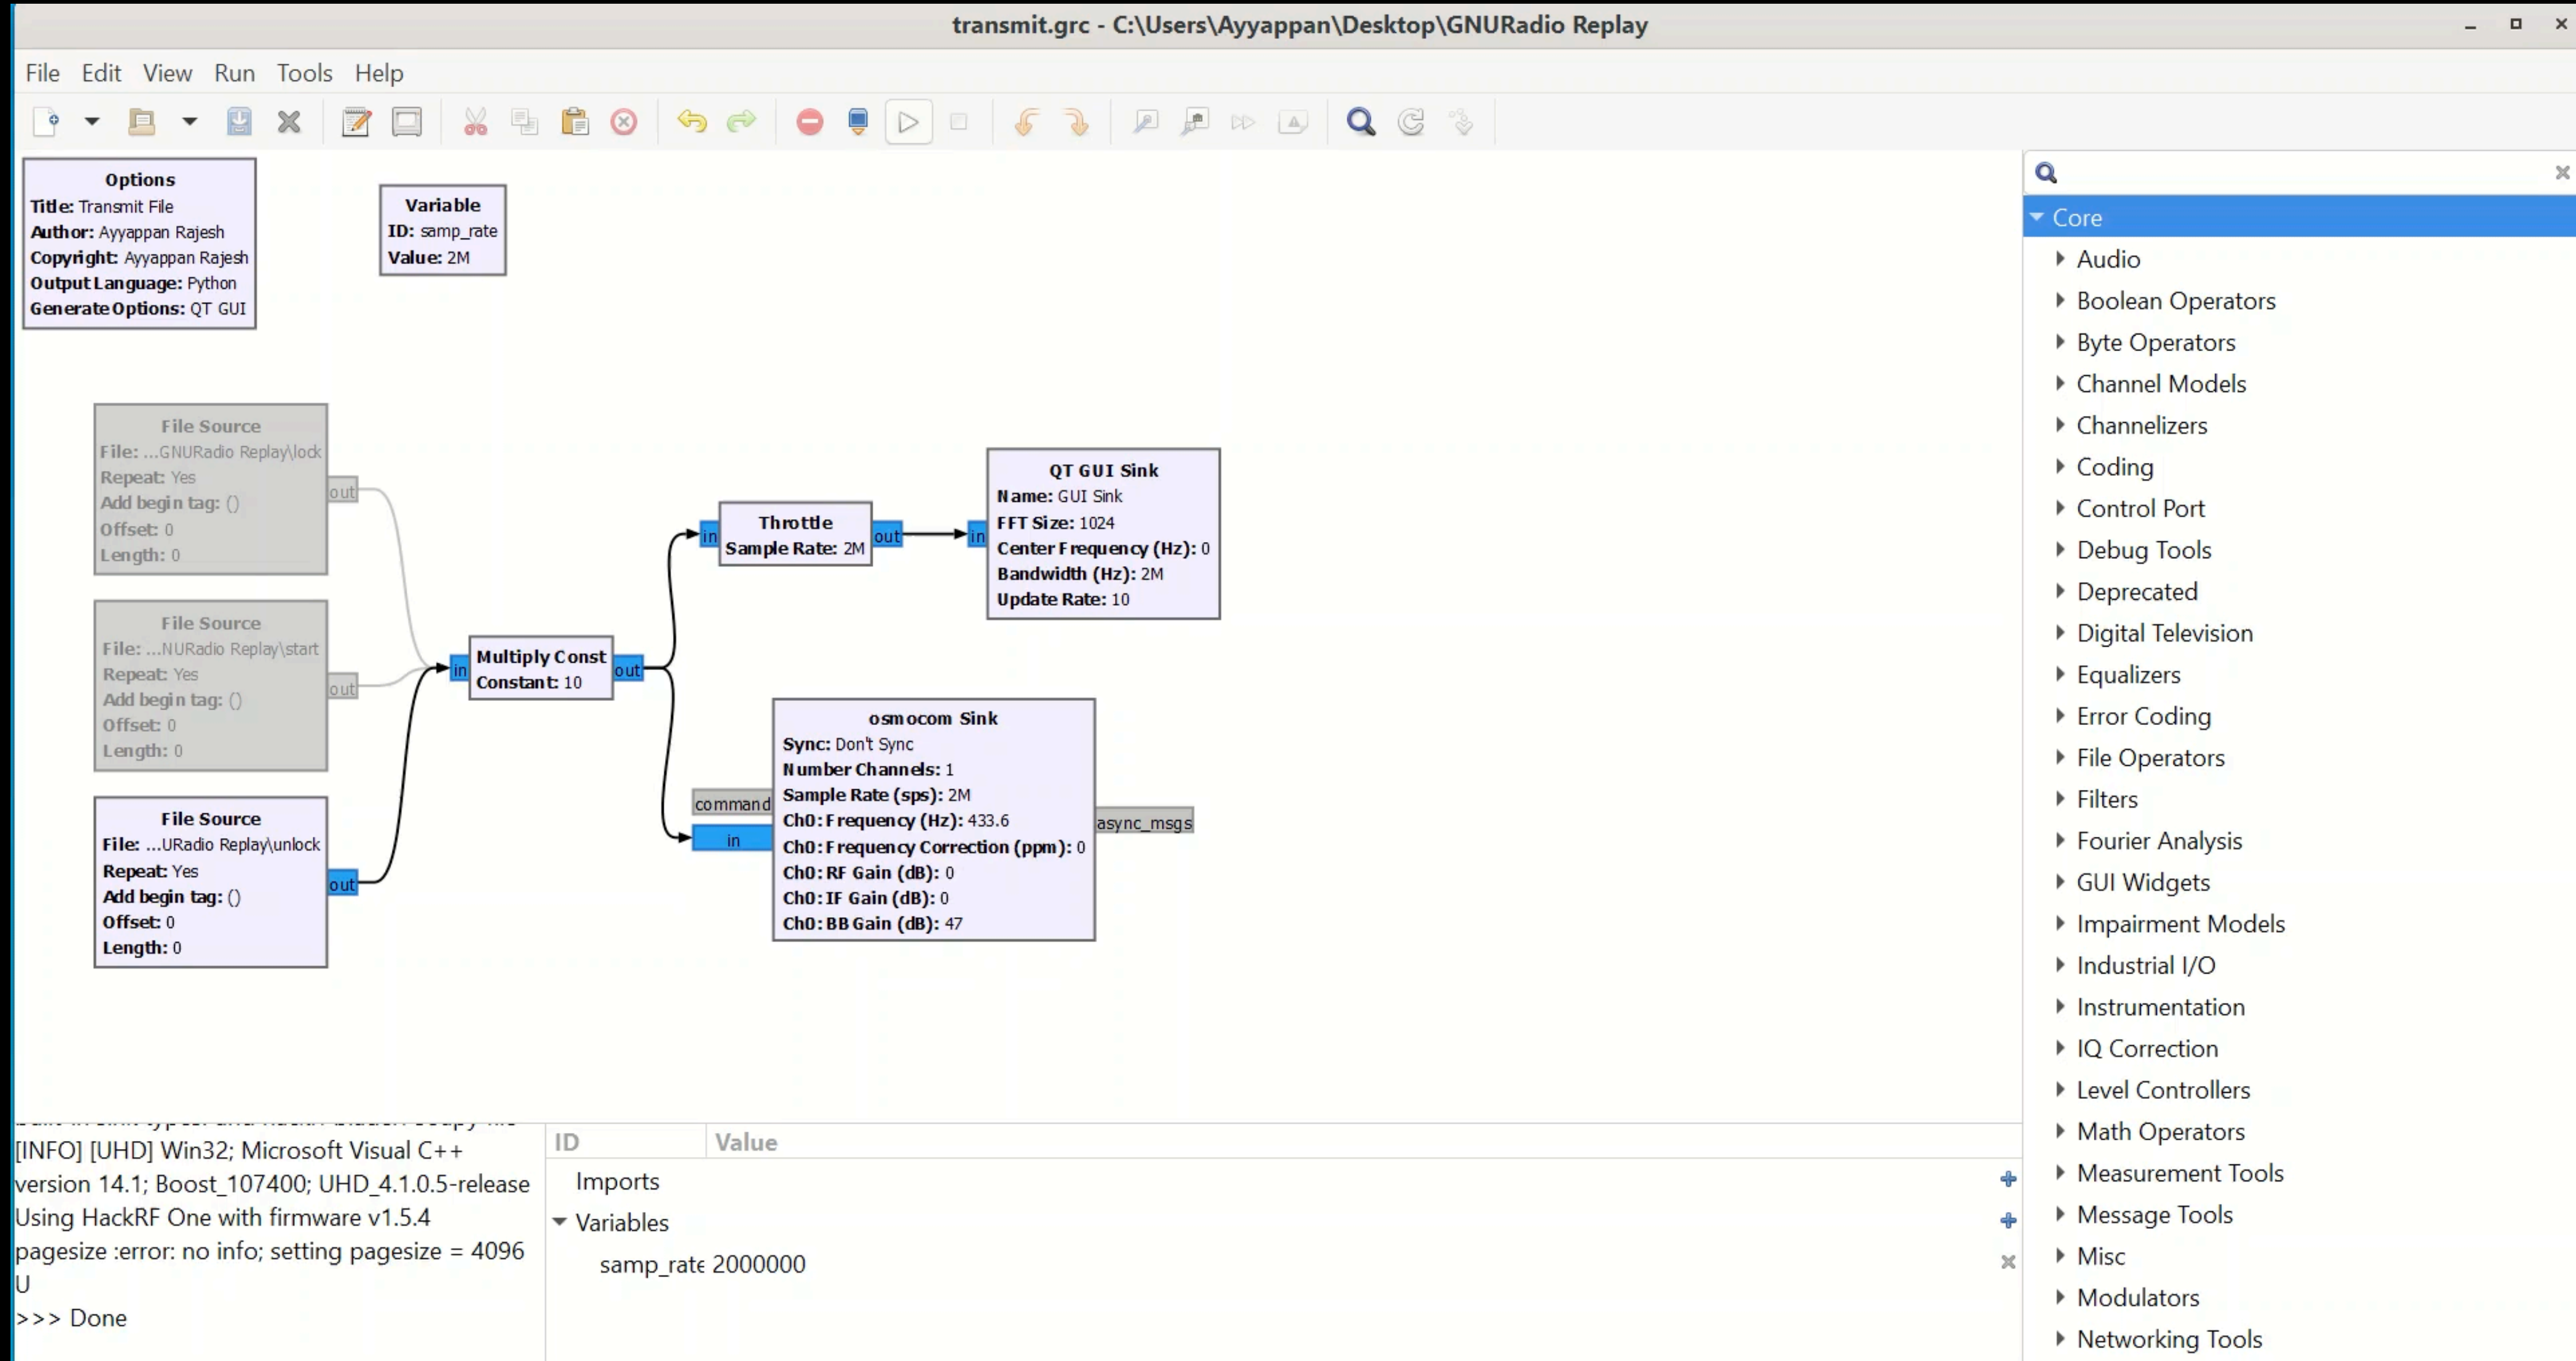 transmit.grc - C:\Users\Ayyappan\Desktop\GNURadio Replay
File Edit View Run Tools Help
Options
Title: Transmit File
Author: Ayyappan Rajesh
Copyright: Ayyappan Rajesh
Output Language: Python
Generate Options: QT GUI
Variable
ID: samp_rate
Value: 2M
File Source
File: ...GNURadio Replay\lock
Repeat: Yes
Add begin tag: ()
Offset: 0
Length: 0
out
File Source
File: ...NURadio Replay\start
Repeat: Yes
Add begin tag: ()
Offset: 0
Length: 0
out
File Source
File: ...URadio Replay\unlock
Repeat: Yes
Add begin tag: ()
Offset: 0
Length: 0
out
in
Multiply Const
Constant: 10
out
in
Throttle
Sample Rate: 2M
out
in
QT GUI Sink
Name: GUI Sink
FFT Size: 1024
Center Frequency (Hz): 0
Bandwidth (Hz): 2M
Update Rate: 10
command
in
osmocom Sink
Sync: Don't Sync
Number Channels: 1
Sample Rate (sps): 2M
Ch0: Frequency (Hz): 433.6
Ch0: Frequency Correction (ppm): 0
Ch0: RF Gain (dB): 0
Ch0: IF Gain (dB): 0
Ch0: BB Gain (dB): 47
async_msgs
[INFO] [UHD] Win32; Microsoft Visual C++
version 14.1; Boost_107400; UHD_4.1.0.5-release
Using HackRF One with firmware v1.5.4
pagesize :error: no info; setting pagesize = 4096
U
>>> Done
ID Value
Imports
Variables
samp_rate 2000000
Core
Audio
Boolean Operators
Byte Operators
Channel Models
Channelizers
Coding
Control Port
Debug Tools
Deprecated
Digital Television
Equalizers
Error Coding
File Operators
Filters
Fourier Analysis
GUI Widgets
Impairment Models
Industrial I/O
Instrumentation
IQ Correction
Level Controllers
Math Operators
Measurement Tools
Message Tools
Misc
Modulators
Networking Tools